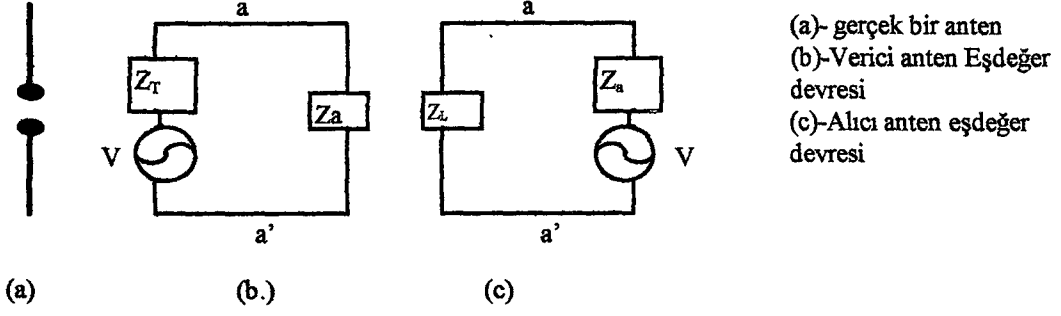 a
a
Z_T
Za
Z_L
Z_a
V
V
a'
a'
(a)
(b.)
(c)
(a)- gerçek bir anten
(b)-Verici anten Eşdeğer
devresi
(c)-Alıcı anten eşdeğer
devresi